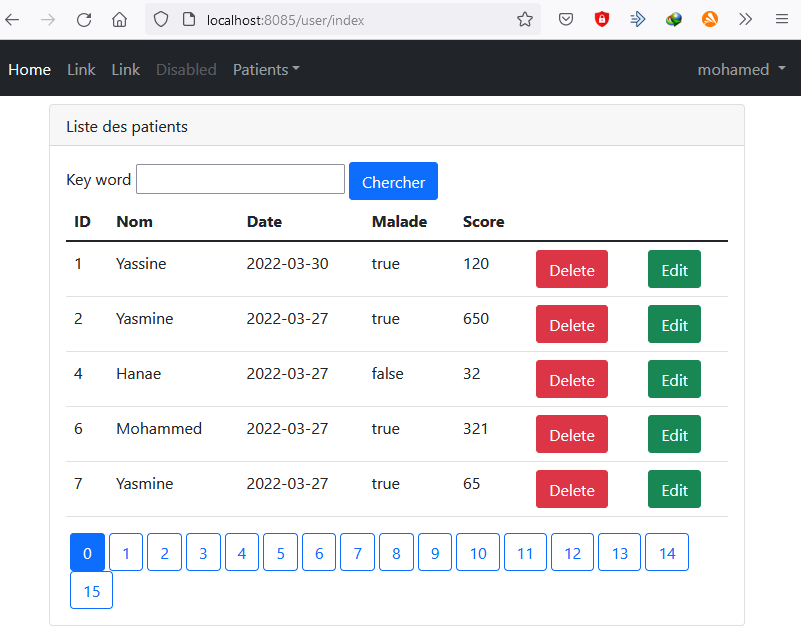 localhost:8085/user/index
Home Link Link Disabled Patients mohamed
Liste des patients
Key word Chercher
ID Nom Date Malade Score
1 Yassine 2022-03-30 true 120 Delete Edit
2 Yasmine 2022-03-27 true 650 Delete Edit
4 Hanae 2022-03-27 false 32 Delete Edit
6 Mohammed 2022-03-27 true 321 Delete Edit
7 Yasmine 2022-03-27 true 65 Delete Edit
0 1 2 3 4 5 6 7 8 9 10 11 12 13 14
15